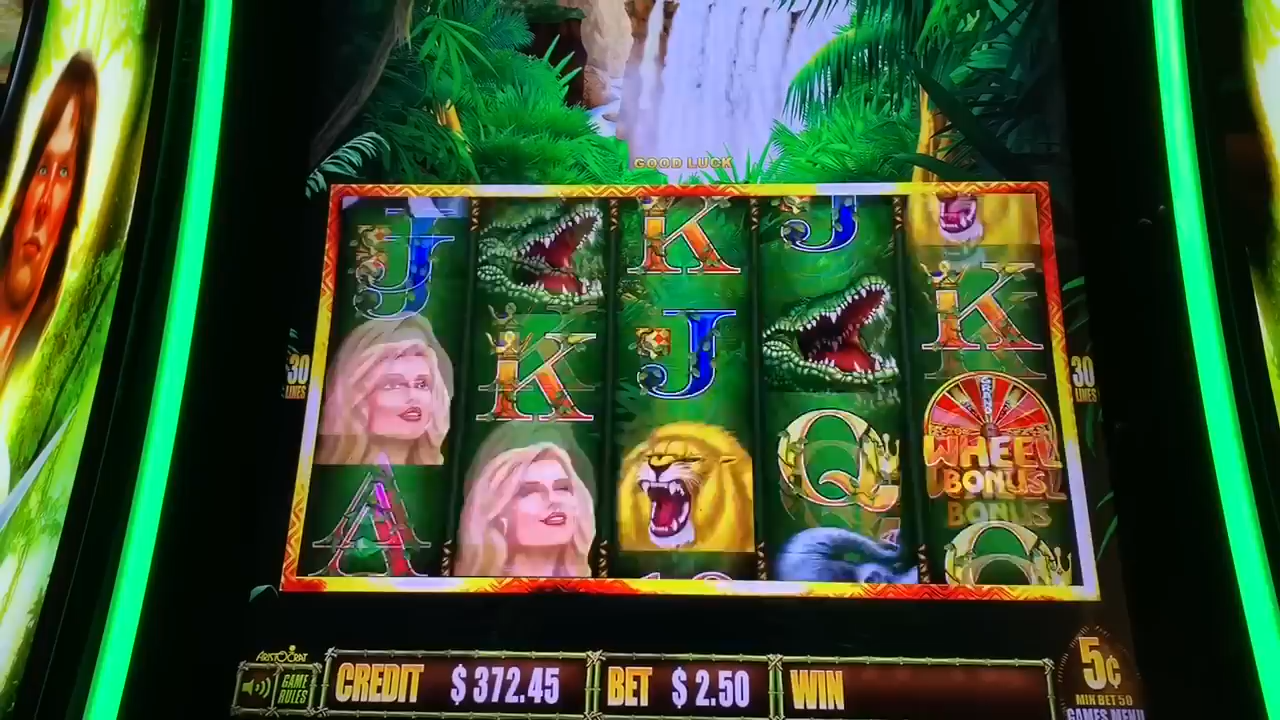 GOOD LUCK
J K J
K
K J
30 LINES
30 LINES
Q
WHEEL
BONUS
BONUS
A
Q
ARISTOCRAT
GAME RULES
CREDIT $372.45 BET $2.50 WIN
5¢
MIN BET 50
GAMES MENU